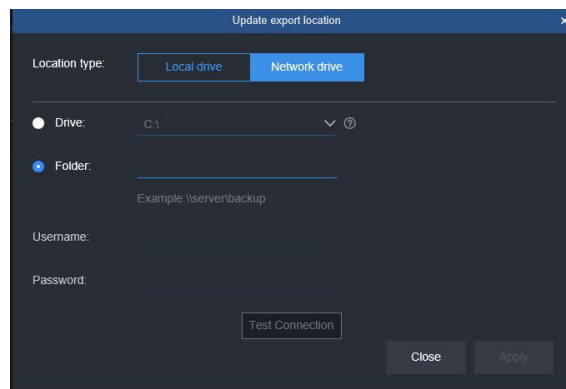 Update export location
Location type: Local drive Network drive
Drive: C:\
Folder:
Example:\\server\backup
Username:
Password:
Test Connection
Close Apply